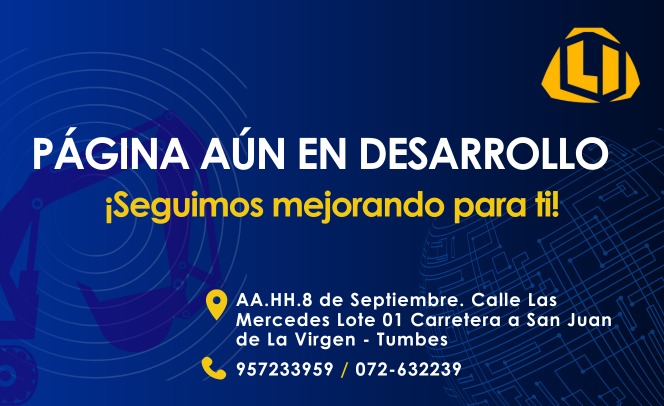 PÁGINA AÚN EN DESARROLLO
¡Seguimos mejorando para ti!
AA.HH.8 de Septiembre. Calle Las
Mercedes Lote 01 Carretera a San Juan
de La Virgen - Tumbes
957233959 / 072-632239